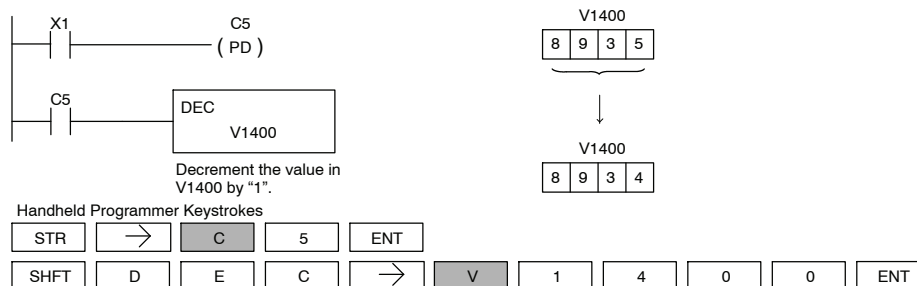 X1 C5
( PD )
C5
DEC
V1400
Decrement the value in
V1400 by “1”.
V1400
8 9 3 5
V1400
8 9 3 4
Handheld Programmer Keystrokes
STR → C 5 ENT
SHFT D E C → V 1 4 0 0 ENT